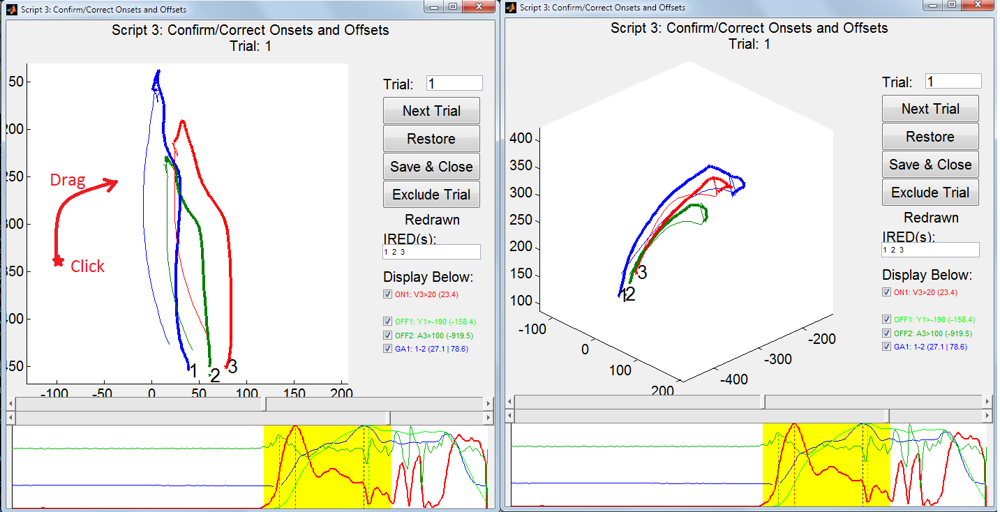 Script 3: Confirm/Correct Onsets and Offsets
Script 3: Confirm/Correct Onsets and Offsets
Trial: 1
50
200
250
300
350
400
450
-100
-50
0
50
100
150
200
Drag
Click
1
2
3
Trial:
1
Next Trial
Restore
Save & Close
Exclude Trial
Redrawn
IRED(s):
1 2 3
Display Below:
ON1: V3>20 (23.4)
OFF1: Y1>-190 (-158.4)
OFF2: A3>100 (-919.5)
GA1: 1-2 (27.1 | 78.6)
Script 3: Confirm/Correct Onsets and Offsets
Script 3: Confirm/Correct Onsets and Offsets
Trial: 1
400
350
300
250
200
150
100
-100
0
100
200
-400
-300
-200
1
2
3
Trial:
1
Next Trial
Restore
Save & Close
Exclude Trial
Redrawn
IRED(s):
1 2 3
Display Below:
ON1: V3>20 (23.4)
OFF1: Y1>-190 (-158.4)
OFF2: A3>100 (-919.5)
GA1: 1-2 (27.1 | 78.6)